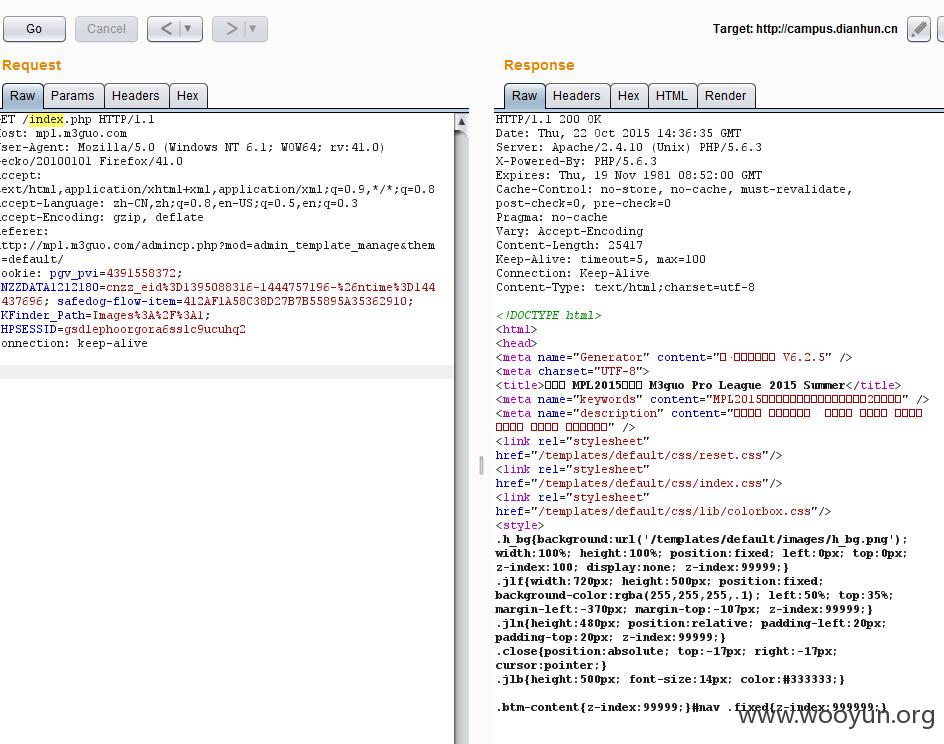 Go
Cancel
<
>
Target: http://campus.dianhun.cn
Request
Raw
Params
Headers
Hex
ET /index.php HTTP/1.1
ost: mpl.m3guo.com
ser-Agent: Mozilla/5.0 (Windows NT 6.1; WOW64; rv:41.0)
ecko/20100101 Firefox/41.0
ccept:
ext/html,application/xhtml+xml,application/xml;q=0.9,*/*;q=0.8
ccept-Language: zh-CN,zh;q=0.8,en-US;q=0.5,en;q=0.3
ccept-Encoding: gzip, deflate
eferer:
ttp://mpl.m3guo.com/admincp.php?mod=admin_template_manage&them
=default/
ookie: pgv_pvi=4391558372;
NZZDATA1212180=cnzz_eid%3D1395088316-1444757196-%26ntime%3D144
437696; safedog-flow-item=412AF1A58C38D27B7B55895A35362910;
KFinder_Path=Images%3A%2F%3A1;
HPSESSID=gsdlephoorgora6sslc9ucuhq2
onnection: keep-alive
Response
Raw
Headers
Hex
HTML
Render
HTTP/1.1 200 OK
Date: Thu, 22 Oct 2015 14:36:35 GMT
Server: Apache/2.4.10 (Unix) PHP/5.6.3
X-Powered-By: PHP/5.6.3
Expires: Thu, 19 Nov 1981 08:52:00 GMT
Cache-Control: no-store, no-cache, must-revalidate,
post-check=0, pre-check=0
Pragma: no-cache
Vary: Accept-Encoding
Content-Length: 25417
Keep-Alive: timeout=5, max=100
Connection: Keep-Alive
Content-Type: text/html;charset=utf-8
<!DOCTYPE html>
<html>
<head>
<meta name="Generator" content="□·□□□□□□ V6.2.5" />
<meta charset="UTF-8">
<title>□□□ MPL2015□□□ M3guo Pro League 2015 Summer</title>
<meta name="keywords" content="MPL2015□□□□□□□□□□□□□□□□2□□□□" />
<meta name="description" content="□□□□ □□□□□□ □□□□ □□□□ □□□□
□□□□ □□□□ □□□□□□" />
<link rel="stylesheet"
href="/templates/default/css/reset.css"/>
<link rel="stylesheet"
href="/templates/default/css/index.css"/>
<link rel="stylesheet"
href="/templates/default/css/lib/colorbox.css"/>
<style>
.h_bg{background:url('/templates/default/images/h_bg.png');
width:100%; height:100%; position:fixed; left:0px; top:0px;
z-index:100; display:none; z-index:99999;}
.jlf{width:720px; height:500px; position:fixed;
background-color:rgba(255,255,255,.1); left:50%; top:35%;
margin-left:-370px; margin-top:-107px; z-index:99999;}
.jln{height:480px; position:relative; padding-left:20px;
padding-top:20px; z-index:99999;}
.close{position:absolute; top:-17px; right:-17px;
cursor:pointer;}
.jlb{height:500px; font-size:14px; color:#333333;}
.btm-content{z-index:99999;}#nav .fixed{z-index:999999;}
www.wooyun.org